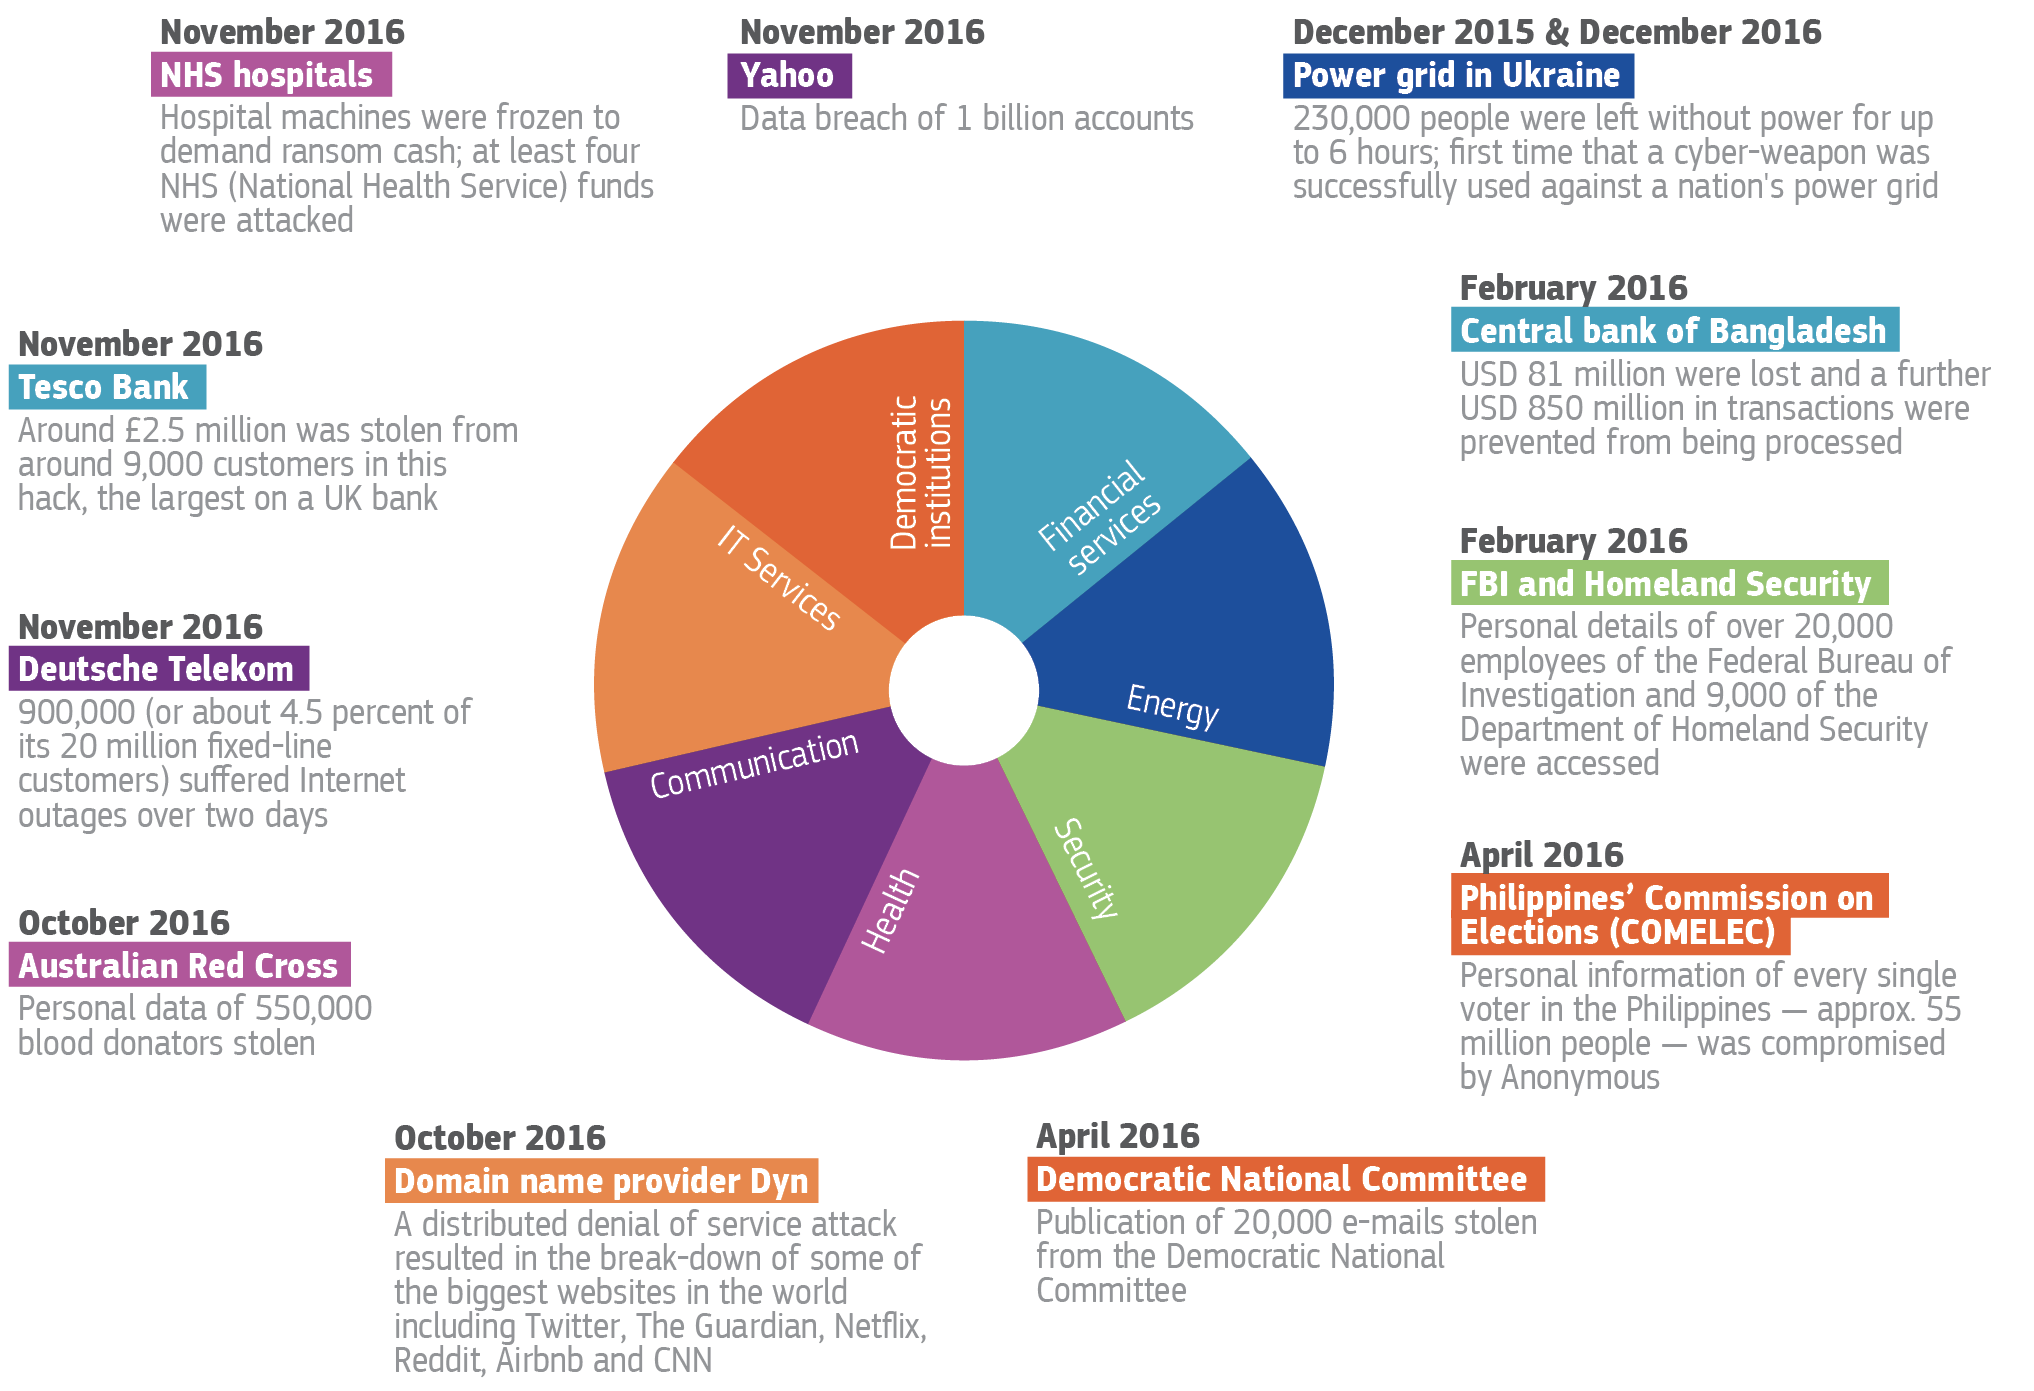 November 2016
NHS hospitals
Hospital machines were frozen to
demand ransom cash; at least four
NHS (National Health Service) funds
were attacked
November 2016
Yahoo
Data breach of 1 billion accounts
December 2015 & December 2016
Power grid in Ukraine
230,000 people were left without power for up
to 6 hours; first time that a cyber-weapon was
successfully used against a nation's power grid
February 2016
Central bank of Bangladesh
USD 81 million were lost and a further
USD 850 million in transactions were
prevented from being processed
February 2016
FBI and Homeland Security
Personal details of over 20,000
employees of the Federal Bureau of
Investigation and 9,000 of the
Department of Homeland Security
were accessed
April 2016
Philippines’ Commission on
Elections (COMELEC)
Personal information of every single
voter in the Philippines — approx. 55
million people — was compromised
by Anonymous
April 2016
Democratic National Committee
Publication of 20,000 e-mails stolen
from the Democratic National
Committee
October 2016
Domain name provider Dyn
A distributed denial of service attack
resulted in the break-down of some of
the biggest websites in the world
including Twitter, The Guardian, Netflix,
Reddit, Airbnb and CNN
October 2016
Australian Red Cross
Personal data of 550,000
blood donators stolen
November 2016
Deutsche Telekom
900,000 (or about 4.5 percent of
its 20 million fixed-line
customers) suffered Internet
outages over two days
November 2016
Tesco Bank
Around £2.5 million was stolen from
around 9,000 customers in this
hack, the largest on a UK bank
Democratic
institutions
Financial
services
Energy
Security
Health
Communication
IT Services